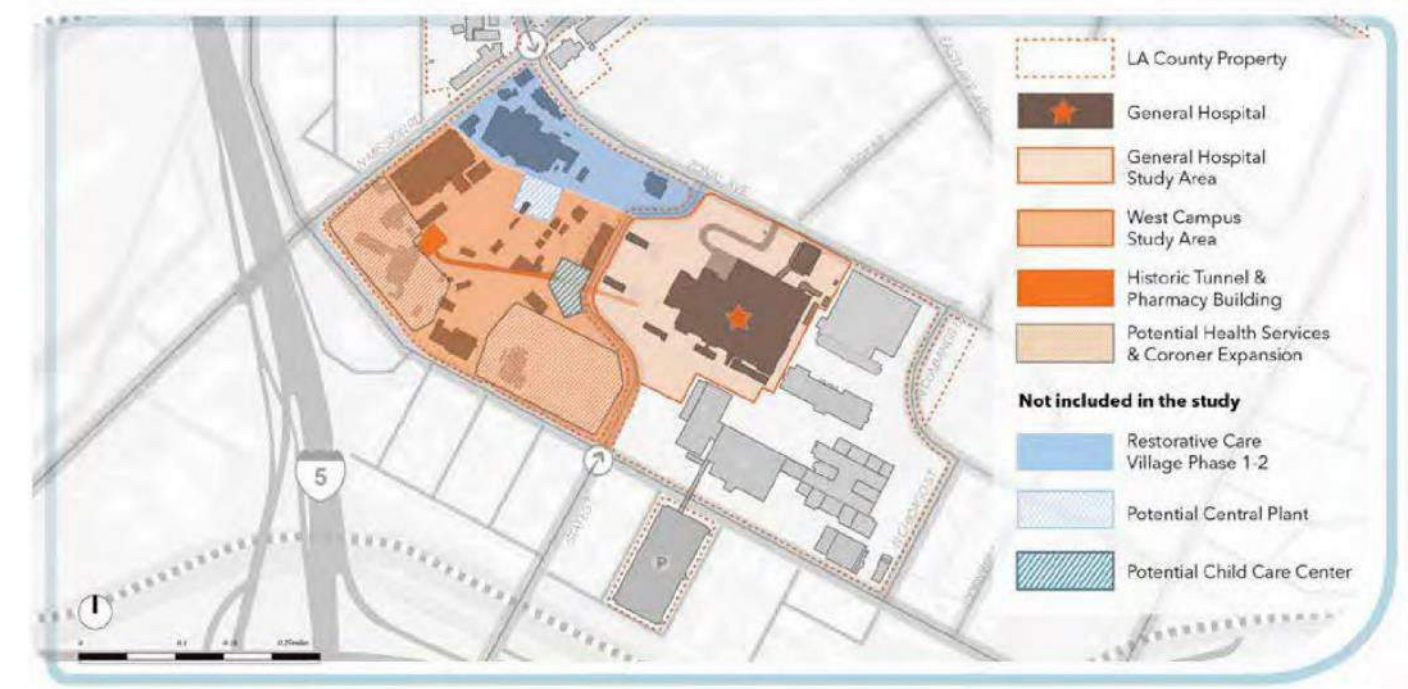 LA County Property
General Hospital
General Hospital
Study Area
West Campus
Study Area
Historic Tunnel &
Pharmacy Building
Potential Health Services
& Coroner Expansion
Not included in the study
Restorative Care
Village Phase 1-2
Potential Central Plant
Potential Child Care Center
5
P
0